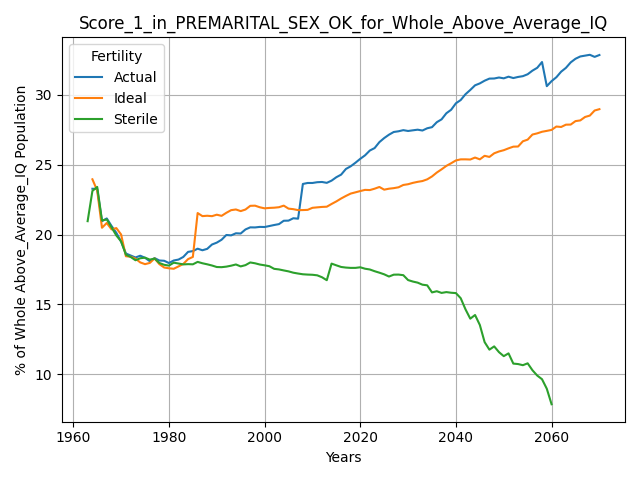 Score_1_in_PREMARITAL_SEX_OK_for_Whole_Above_Average_IQ
Fertility
Actual
Ideal
Sterile
% of Whole Above_Average_IQ Population
30
25
20
15
10
1960
1980
2000
2020
2040
2060
Years